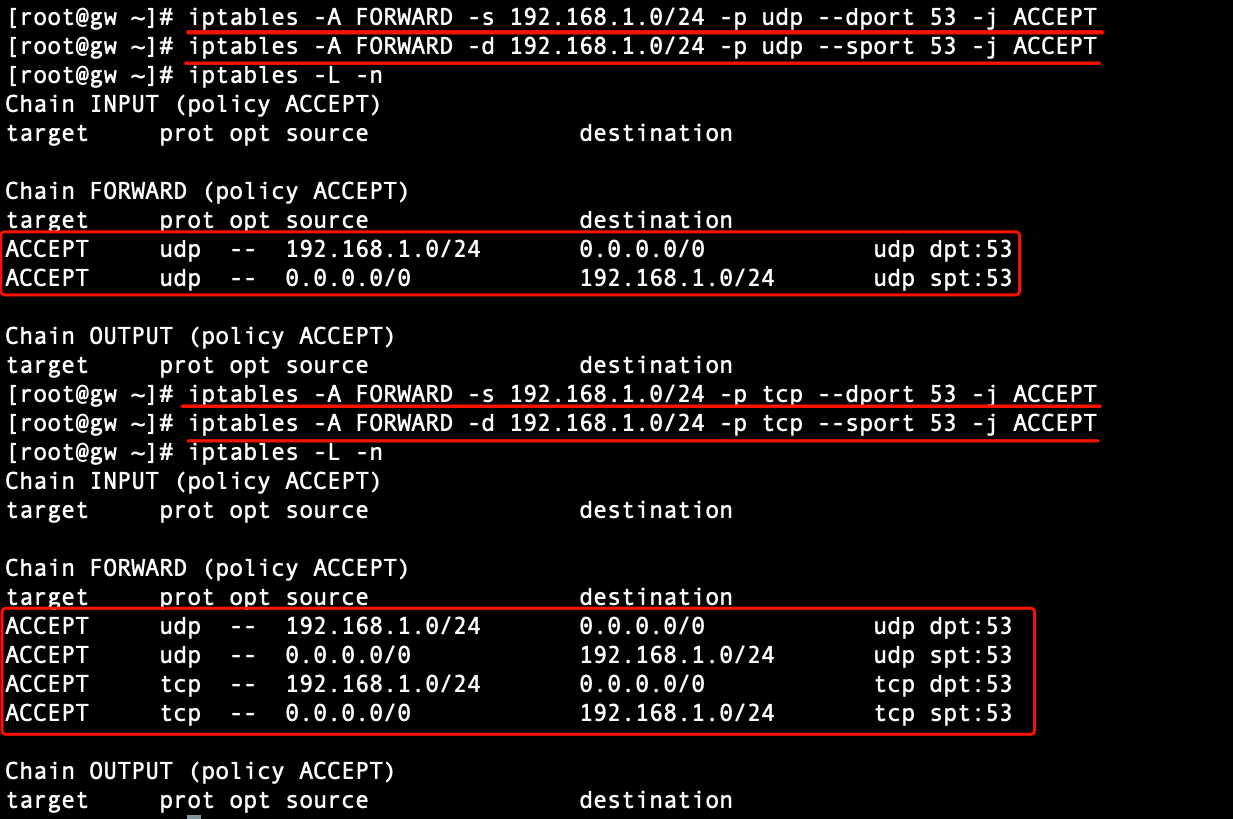 [root@gw ~]# iptables -A FORWARD -s 192.168.1.0/24 -p udp --dport 53 -j ACCEPT
[root@gw ~]# iptables -A FORWARD -d 192.168.1.0/24 -p udp --sport 53 -j ACCEPT
[root@gw ~]# iptables -L -n
Chain INPUT (policy ACCEPT)
target     prot opt source               destination

Chain FORWARD (policy ACCEPT)
target     prot opt source               destination
ACCEPT     udp  --  192.168.1.0/24       0.0.0.0/0            udp dpt:53
ACCEPT     udp  --  0.0.0.0/0            192.168.1.0/24       udp spt:53

Chain OUTPUT (policy ACCEPT)
target     prot opt source               destination
[root@gw ~]# iptables -A FORWARD -s 192.168.1.0/24 -p tcp --dport 53 -j ACCEPT
[root@gw ~]# iptables -A FORWARD -d 192.168.1.0/24 -p tcp --sport 53 -j ACCEPT
[root@gw ~]# iptables -L -n
Chain INPUT (policy ACCEPT)
target     prot opt source               destination

Chain FORWARD (policy ACCEPT)
target     prot opt source               destination
ACCEPT     udp  --  192.168.1.0/24       0.0.0.0/0            udp dpt:53
ACCEPT     udp  --  0.0.0.0/0            192.168.1.0/24       udp spt:53
ACCEPT     tcp  --  192.168.1.0/24       0.0.0.0/0            tcp dpt:53
ACCEPT     tcp  --  0.0.0.0/0            192.168.1.0/24       tcp spt:53

Chain OUTPUT (policy ACCEPT)
target     prot opt source               destination